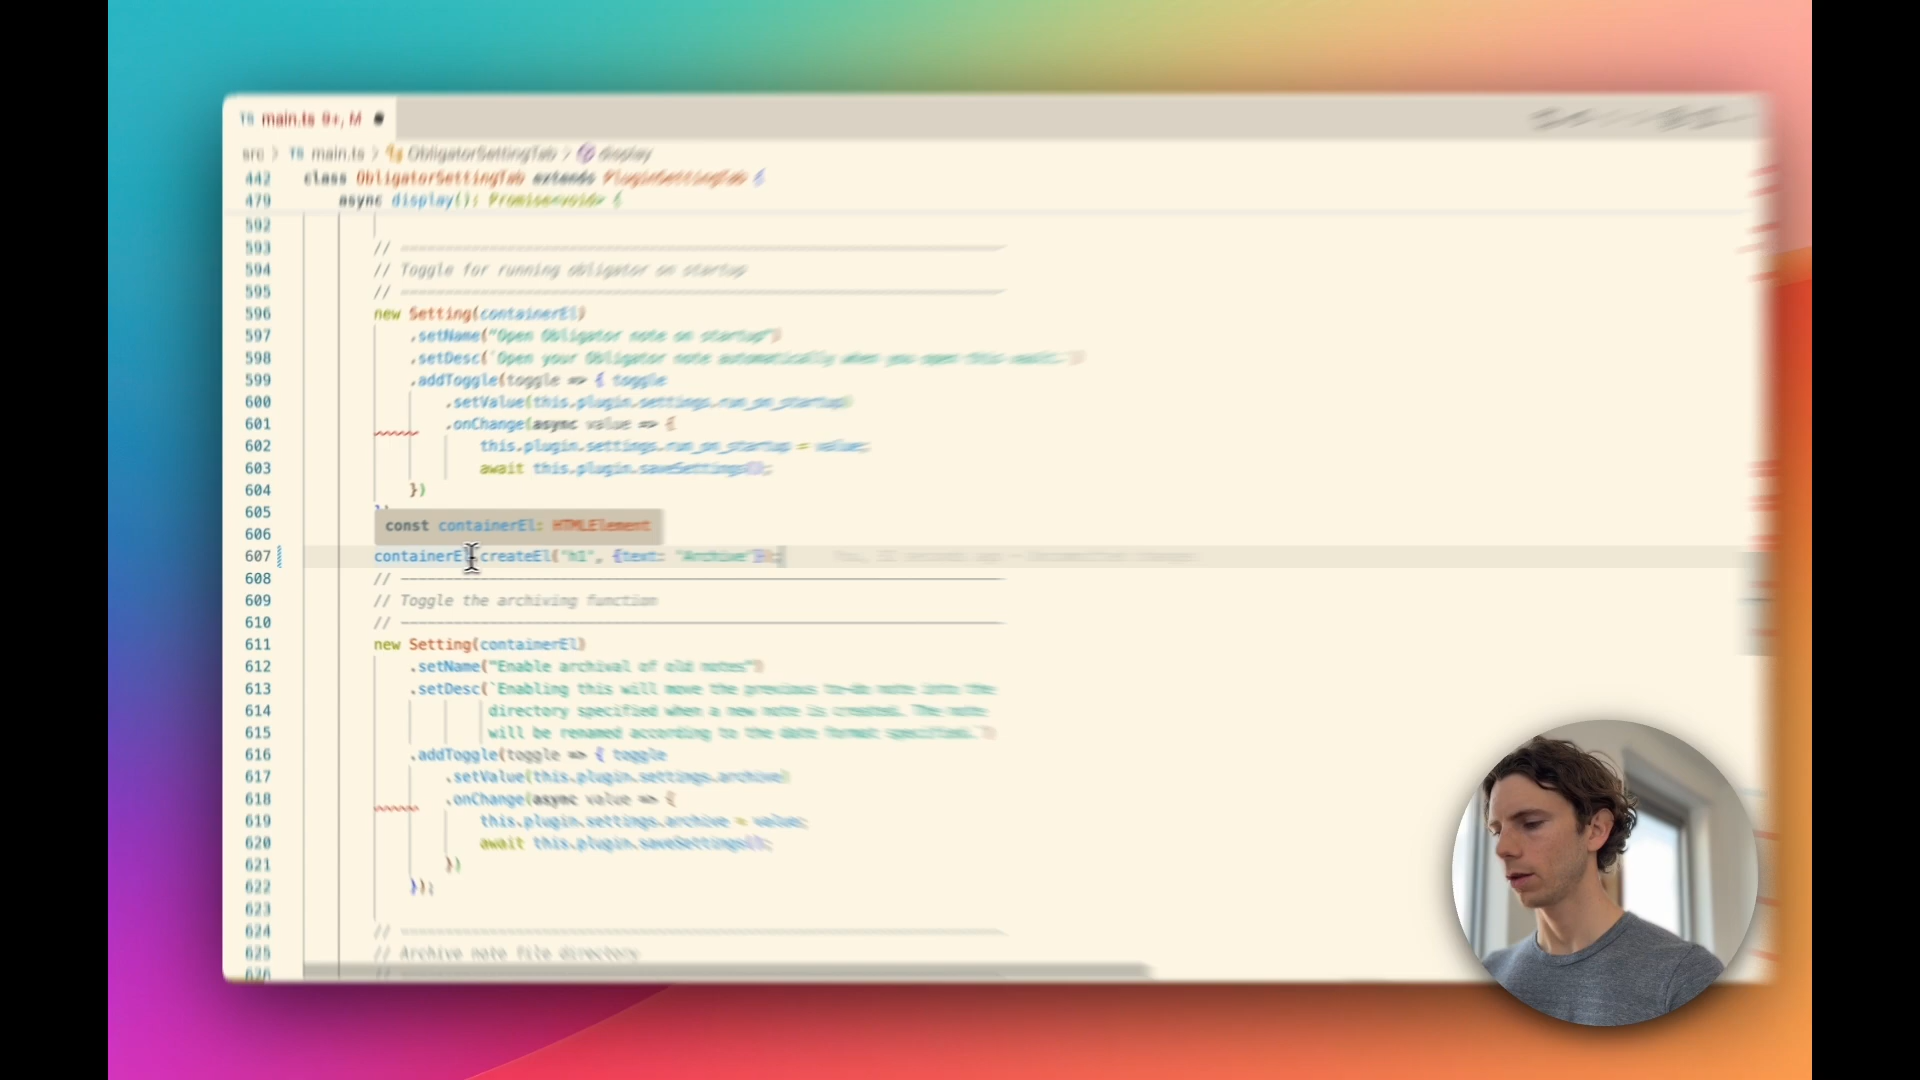 TS main.ts 9+, M
src > TS main.ts > ObligatorSettingTab > display
442 class ObligatorSettingTab extends PluginSettingTab {
479 async display(): Promise<void> {
592
593 // ————————————————————
594 // Toggle for running obligator on startup
595 // ————————————————————
596 new Setting(containerEl)
597 .setName("Open Obligator note on startup")
598 .setDesc(`Open your Obligator note automatically when you open this vault.`)
599 .addToggle(toggle => { toggle
600 .setValue(this.plugin.settings.run_on_startup)
601 .onChange(async value => {
602 this.plugin.settings.run_on_startup = value;
603 await this.plugin.saveSettings();
604 })
605
606
const containerEl: HTMLElement
607 containerEl.createEl("h1", {text: "Archive"});
608 // ————————————————————
609 // Toggle the archiving function
610 // ————————————————————
611 new Setting(containerEl)
612 .setName("Enable archival of old notes")
613 .setDesc(`Enabling this will move the previous to-do note into the
614 directory specified when a new note is created. The note
615 will be renamed according to the date format specified.`)
616 .addToggle(toggle => { toggle
617 .setValue(this.plugin.settings.archive)
618 .onChange(async value => {
619 this.plugin.settings.archive = value;
620 await this.plugin.saveSettings();
621 })
622 });
623
624 // ————————————————————
625 // Archive note file directory
626 //